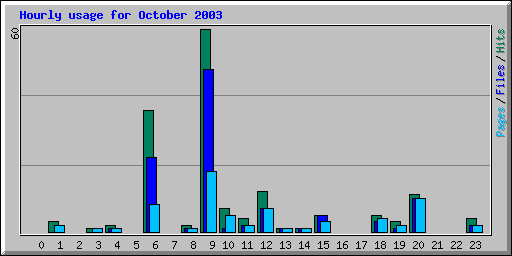 Hourly usage for October 2003
60
Pages/Files/Hits
0 1 2 3 4 5 6 7 8 9 10 11 12 13 14 15 16 17 18 19 20 21 22 23